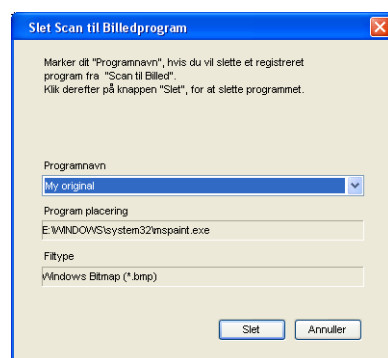 Slet Scan til Billedprogram
Marker dit "Programnavn", hvis du vil slette et registreret
program fra "Scan til Billed".
Klik derefter på knappen "Slet", for at slette programmet.
Programnavn
My original
Program placering
E:\WINDOWS\system32\mspaint.exe
Filtype
Windows Bitmap (*.bmp)
Slet
Annuller